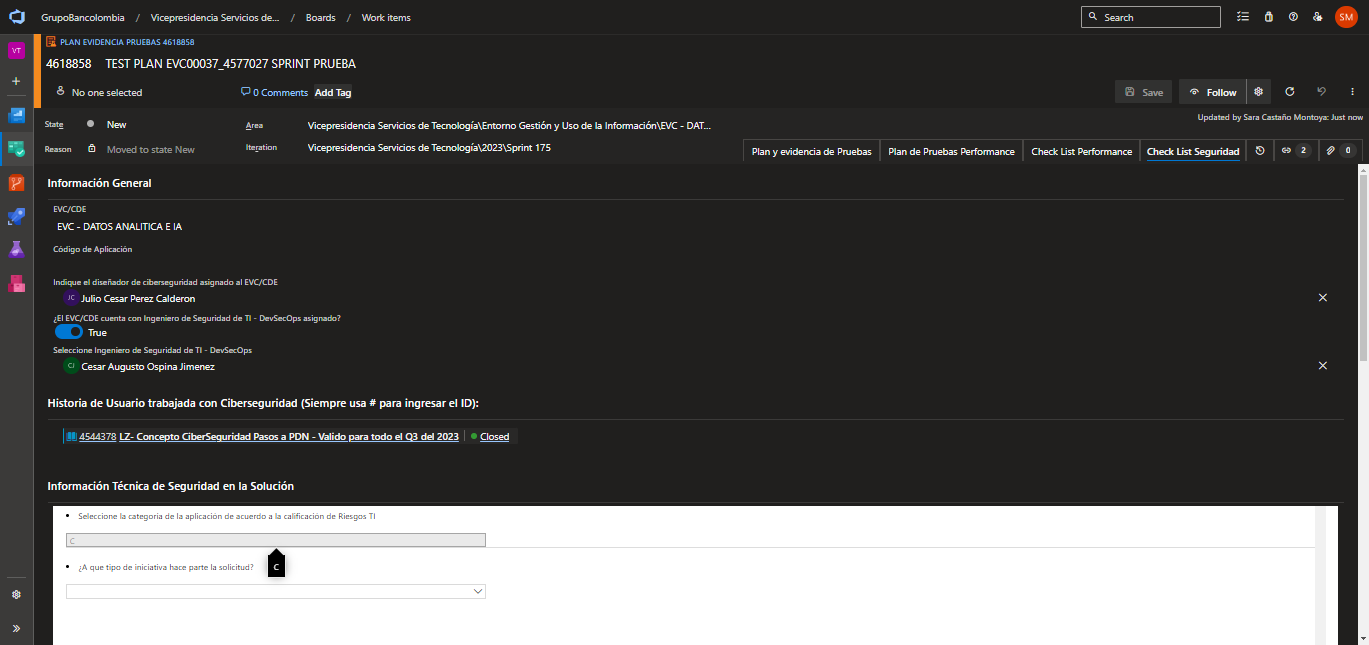 GrupoBancolombia / Vicepresidencia Servicios de... / Boards / Work items
Search
SM
VT
PLAN EVIDENCIA PRUEBAS 4618858
4618858 TEST PLAN EVC00037_4577027 SPRINT PRUEBA
No one selected
0 Comments
Add Tag
Save
Follow
Updated by Sara Castaño Montoya: Just now
State New
Area Vicepresidencia Servicios de Tecnología\Entorno Gestión y Uso de la Información\EVC - DAT...
Reason Moved to state New
Iteration Vicepresidencia Servicios de Tecnología\2023\Sprint 175
Plan y evidencia de Pruebas
Plan de Pruebas Performance
Check List Performance
Check List Seguridad
2
0
Información General
EVC/CDE
EVC - DATOS ANALITICA E IA
Código de Aplicación
Indique el diseñador de ciberseguridad asignado al EVC/CDE
JC Julio Cesar Perez Calderon
¿El EVC/CDE cuenta con Ingeniero de Seguridad de TI - DevSecOps asignado?
True
Seleccione Ingeniero de Seguridad de TI - DevSecOps
CJ Cesar Augusto Ospina Jimenez
Historia de Usuario trabajada con Ciberseguridad (Siempre usa # para ingresar el ID):
4544378 LZ- Concepto CiberSeguridad Pasos a PDN - Valido para todo el Q3 del 2023 Closed
Información Técnica de Seguridad en la Solución
• Seleccione la categoría de la aplicación de acuerdo a la calificación de Riesgos TI
C
• ¿A que tipo de iniciativa hace parte la solicitud?
C